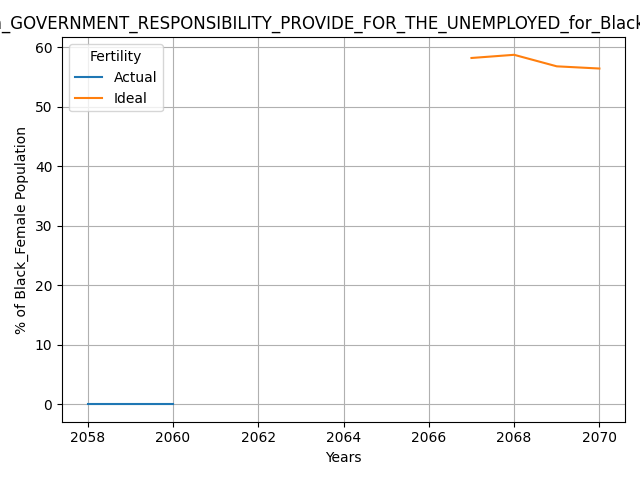 _GOVERNMENT_RESPONSIBILITY_PROVIDE_FOR_THE_UNEMPLOYED_for_Black
Fertility
Actual
Ideal
% of Black_Female Population
60
50
40
30
20
10
0
2058 2060 2062 2064 2066 2068 2070
Years